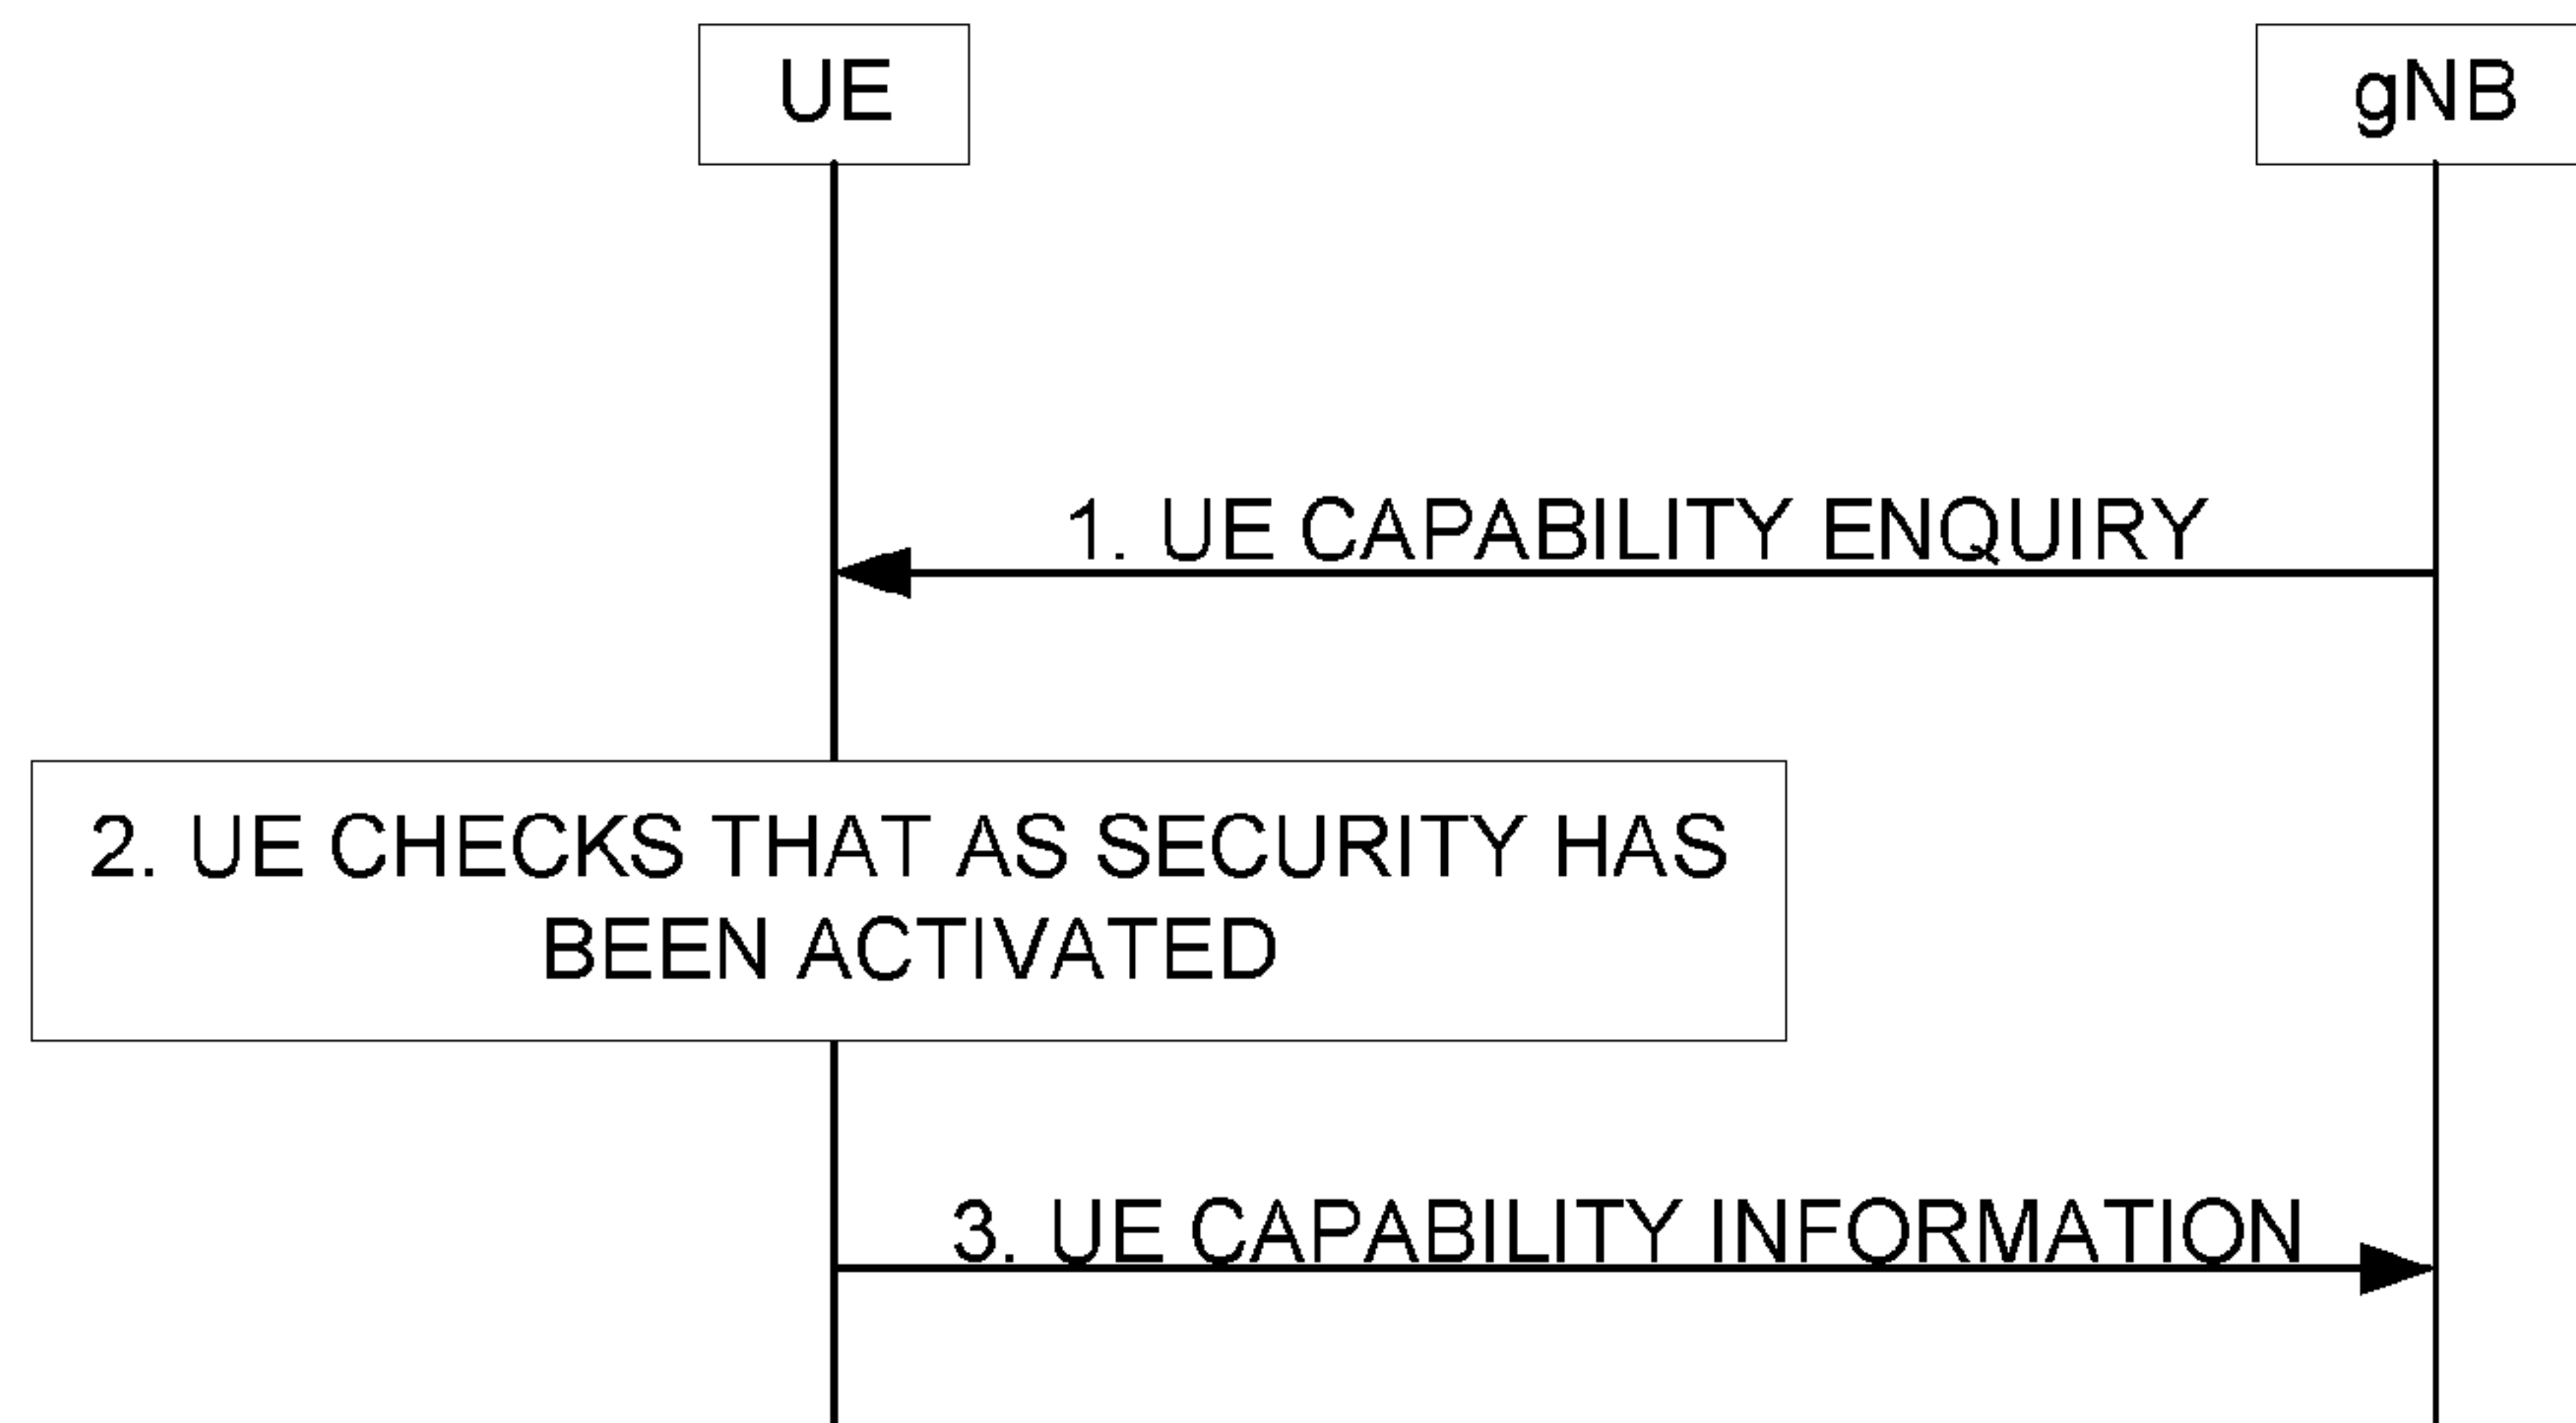 UE
gNB
1. UE CAPABILITY ENQUIRY
2. UE CHECKS THAT AS SECURITY HAS
BEEN ACTIVATED
3. UE CAPABILITY INFORMATION